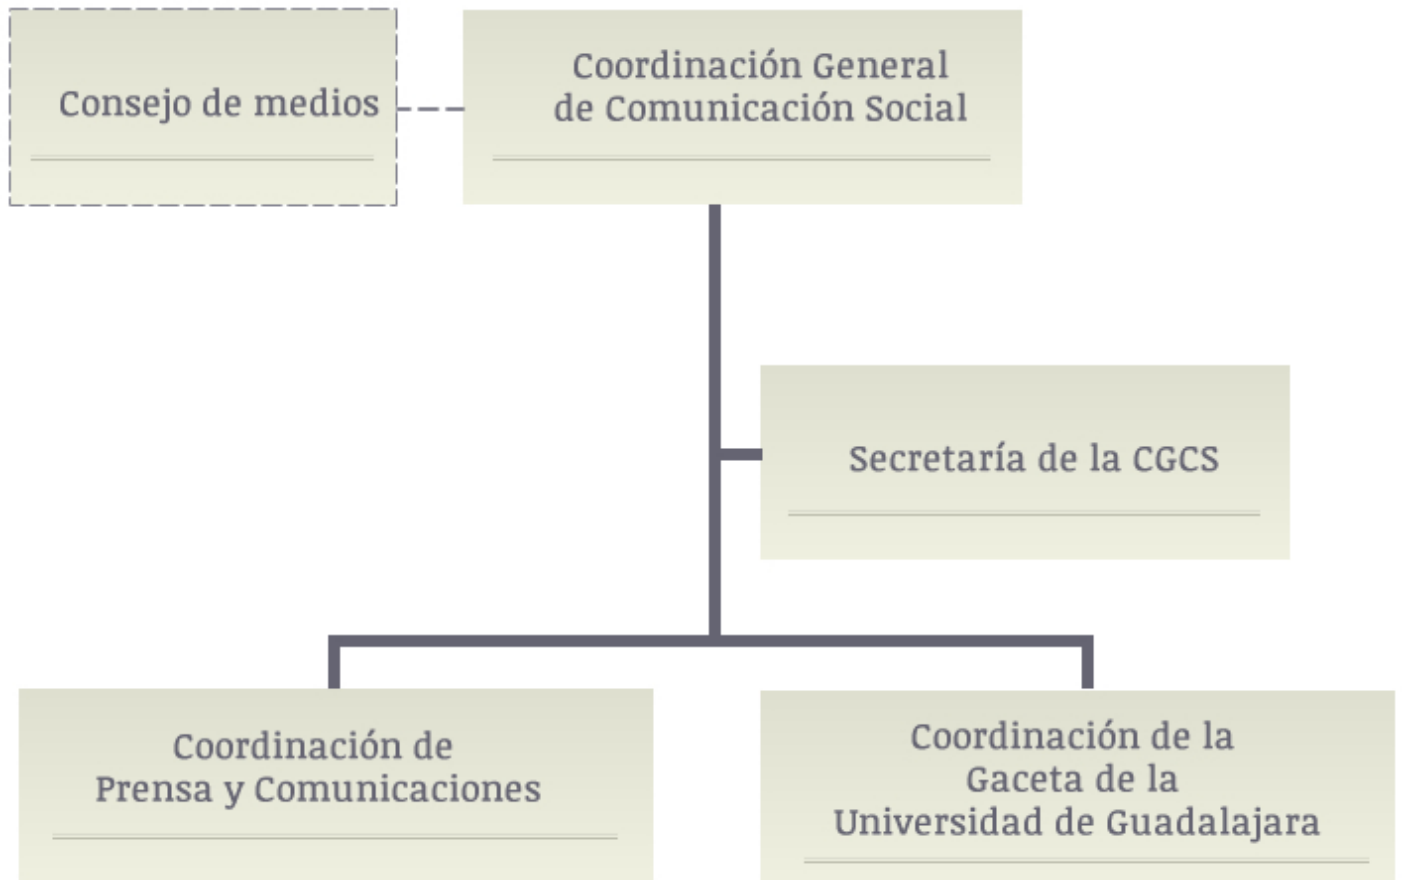 Consejo de medios
Coordinación General
de Comunicación Social
Secretaría de la CGCS
Coordinación de
Prensa y Comunicaciones
Coordinación de la
Gaceta de la
Universidad de Guadalajara